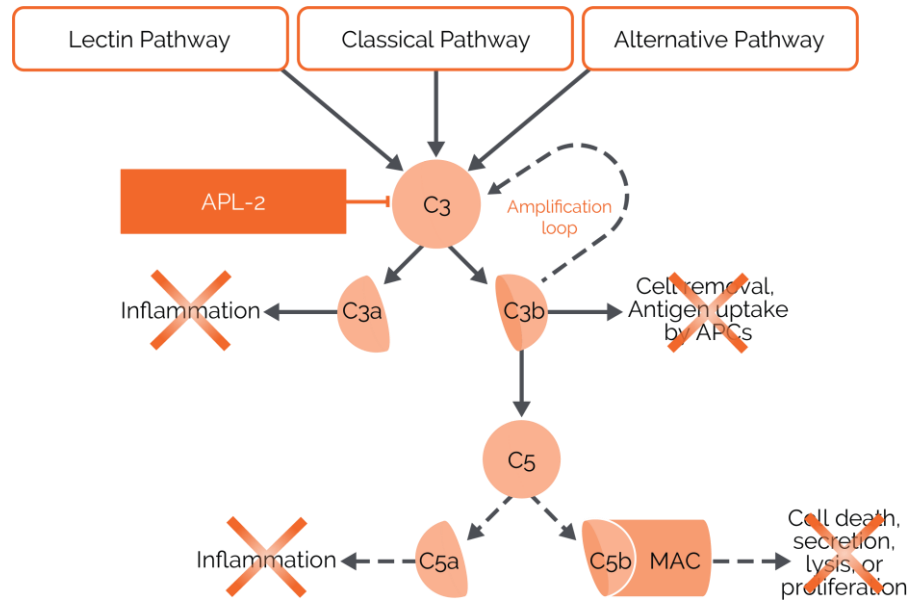 Lectin Pathway
Classical Pathway
Alternative Pathway
APL-2
C3
Amplification
loop
Inflammation
C3a
C3b
Cell removal,
Antigen uptake
by APCs
C5
Inflammation
C5a
C5b
MAC
Cell death,
secretion,
lysis, or
proliferation